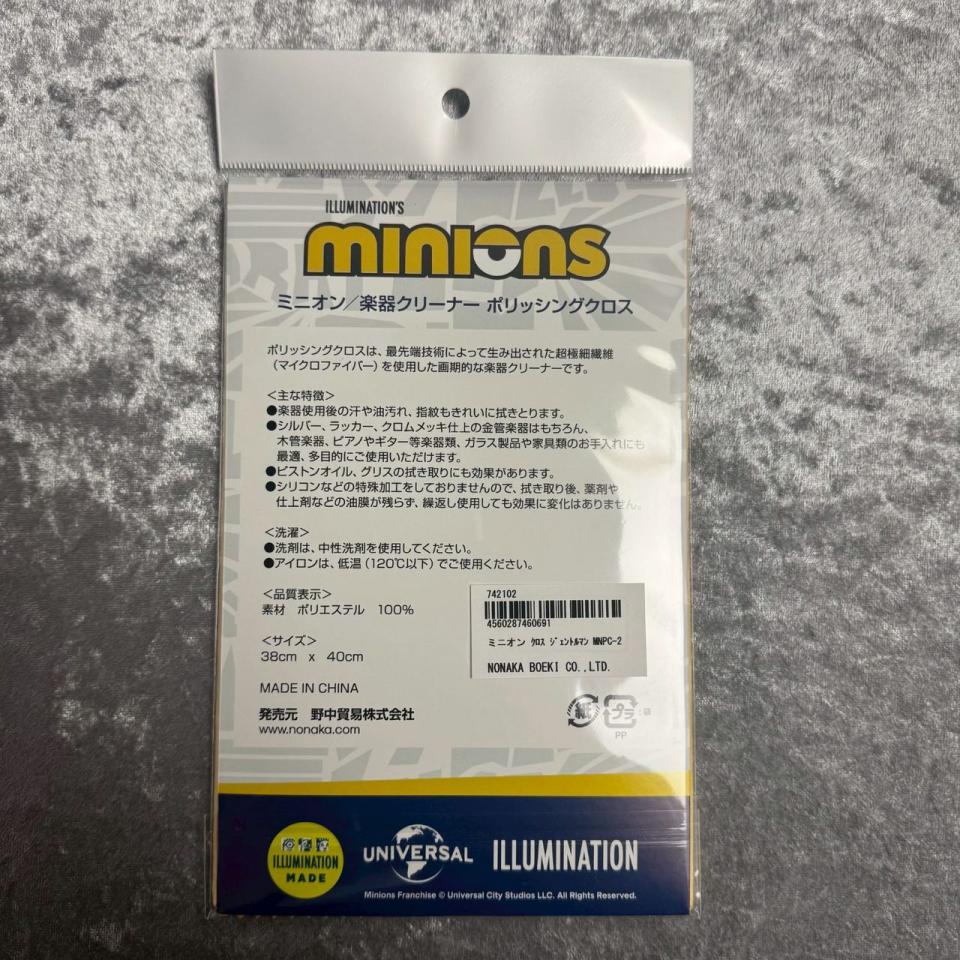 ILLUMINATION'S
minions
ミニオン/楽器クリーナー ポリッシングクロス
ポリッシングクロスは、最先端技術によって生み出された超極細繊維
（マイクロファイバー）を使用した画期的な楽器クリーナーです。
＜主な特徴＞
●楽器使用後の汗や油汚れ、指紋もきれいに拭きとります。
●シルバー、ラッカー、クロムメッキ仕上の金管楽器はもちろん、
木管楽器、ピアノやギター等楽器類、ガラス製品や家具類のお手入れにも
最適、多目的にご使用いただけます。
●ピストンオイル、グリスの拭き取りにも効果があります。
●シリコンなどの特殊加工をしておりませんので、拭き取り後、薬剤や
仕上剤などの油膜が残らず、繰返し使用しても効果に変化はありません。
＜洗濯＞
●洗剤は、中性洗剤を使用してください。
●アイロンは、低温（120℃以下）でご使用ください。
＜品質表示＞
素材 ポリエステル 100%
＜サイズ＞
38cm x 40cm
MADE IN CHINA
発売元 野中貿易株式会社
www.nonaka.com
742102
4560287460691
ミニオン ｸﾛｽ ｼﾞｪﾝﾄﾙﾏﾝ MNPC-2
NONAKA BOEKI CO.,LTD.
紙 プラ :袋
PP
ILLUMINATION
MADE
UNIVERSAL
ILLUMINATION
Minions Franchise © Universal City Studios LLC. All Rights Reserved.